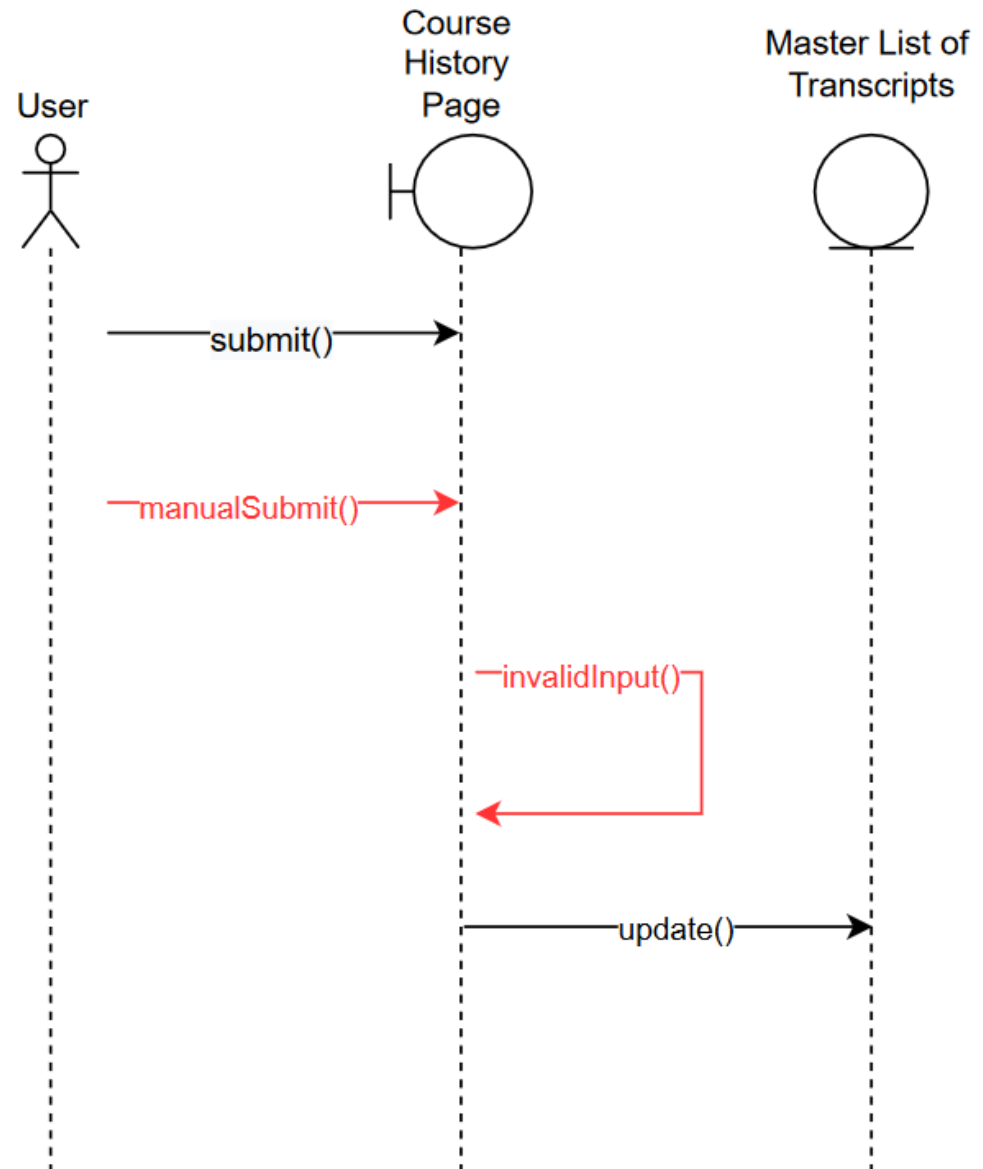 Course
History
Page
Master List of
Transcripts
User
submit()
manualSubmit()
invalidInput()
update()